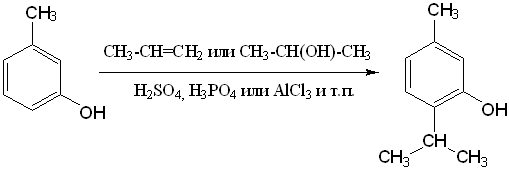 CH₃
OH
CH₃-CH=CH₂ или CH₃-CH(OH)-CH₃
H₂SO₄, H₃PO₄ или AlCl₃ и т.п.
CH₃
OH
CH
CH₃ CH₃